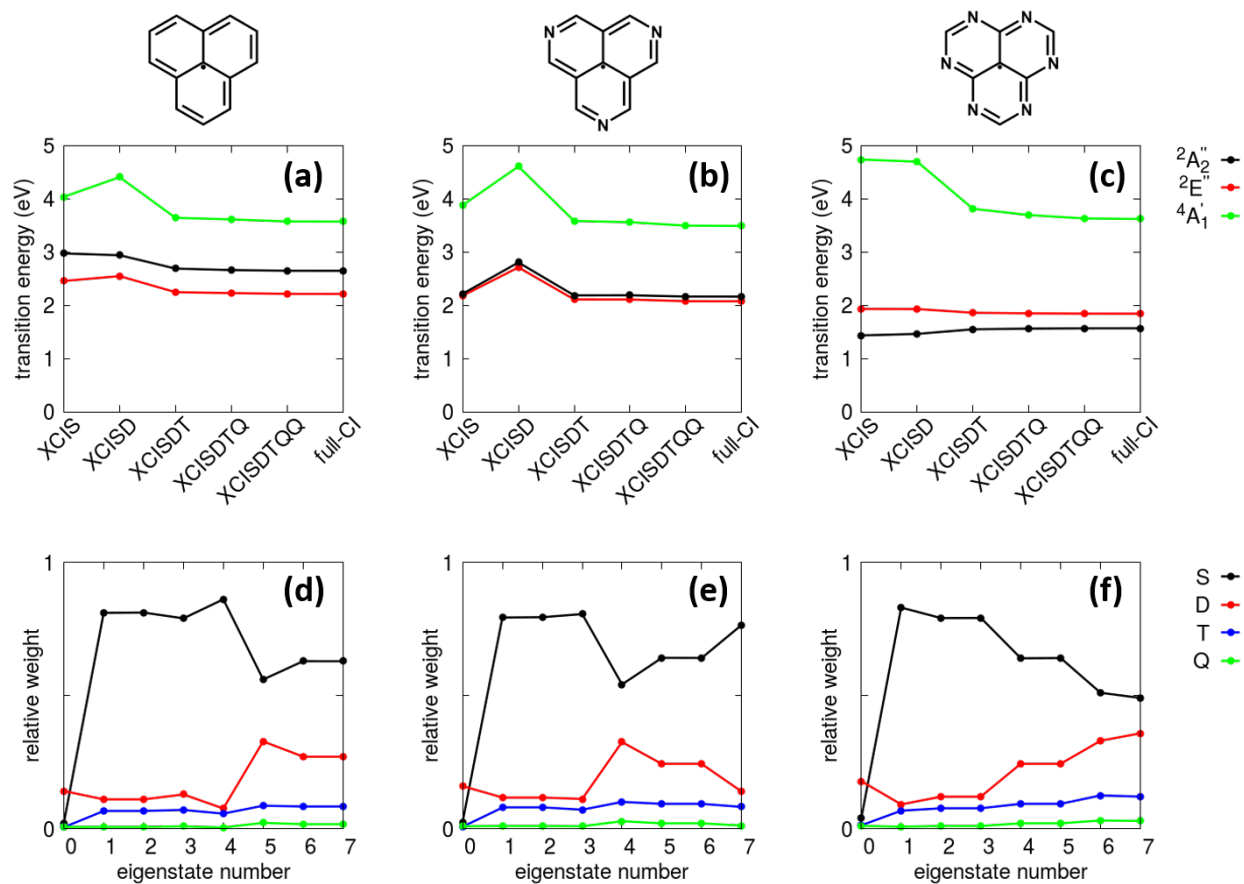 N N
N
N N
N N
N N
(a)
5
4
3
2
1
0
transition energy (eV)
XCIS
XCISD
XCISDT
XCISDTQ
XCISDTQQ
full-CI
(b)
5
4
3
2
1
0
transition energy (eV)
XCIS
XCISD
XCISDT
XCISDTQ
XCISDTQQ
full-CI
(c)
5
4
3
2
1
0
transition energy (eV)
XCIS
XCISD
XCISDT
XCISDTQ
XCISDTQQ
full-CI
²A₂"
²E"
⁴A₁'
(d)
1
0
relative weight
0 1 2 3 4 5 6 7
eigenstate number
(e)
1
0
relative weight
0 1 2 3 4 5 6 7
eigenstate number
(f)
1
0
relative weight
0 1 2 3 4 5 6 7
eigenstate number
S
D
T
Q